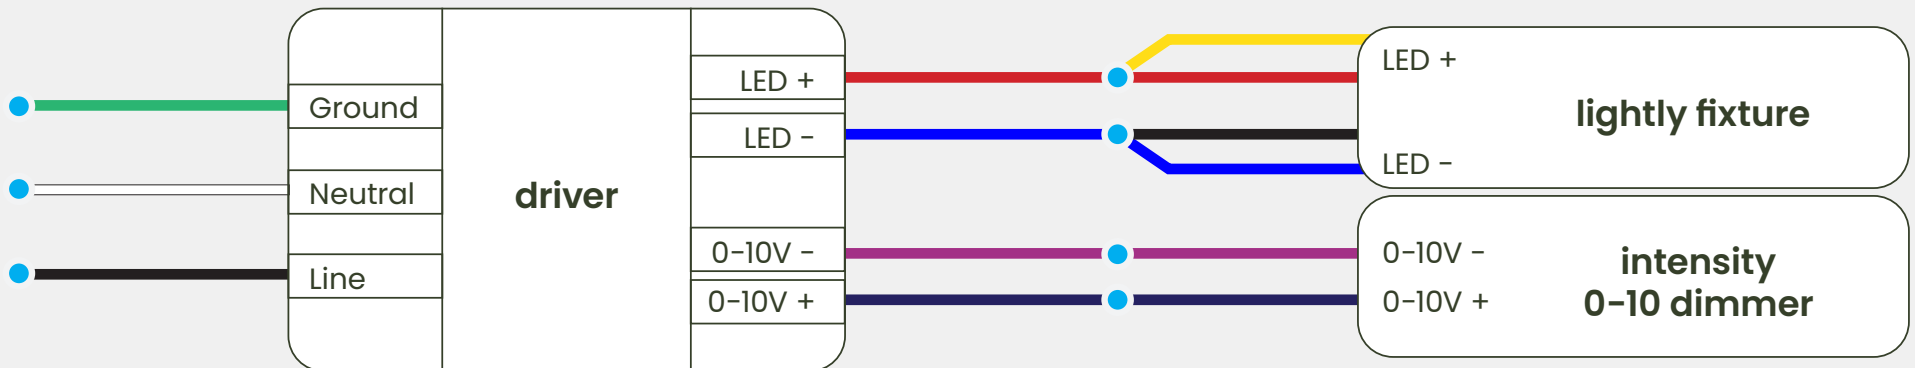 Ground
Neutral
Line
driver
LED +
LED -
0-10V -
0-10V +
LED +
LED -
lightly fixture
0-10V -
0-10V +
intensity
0-10 dimmer